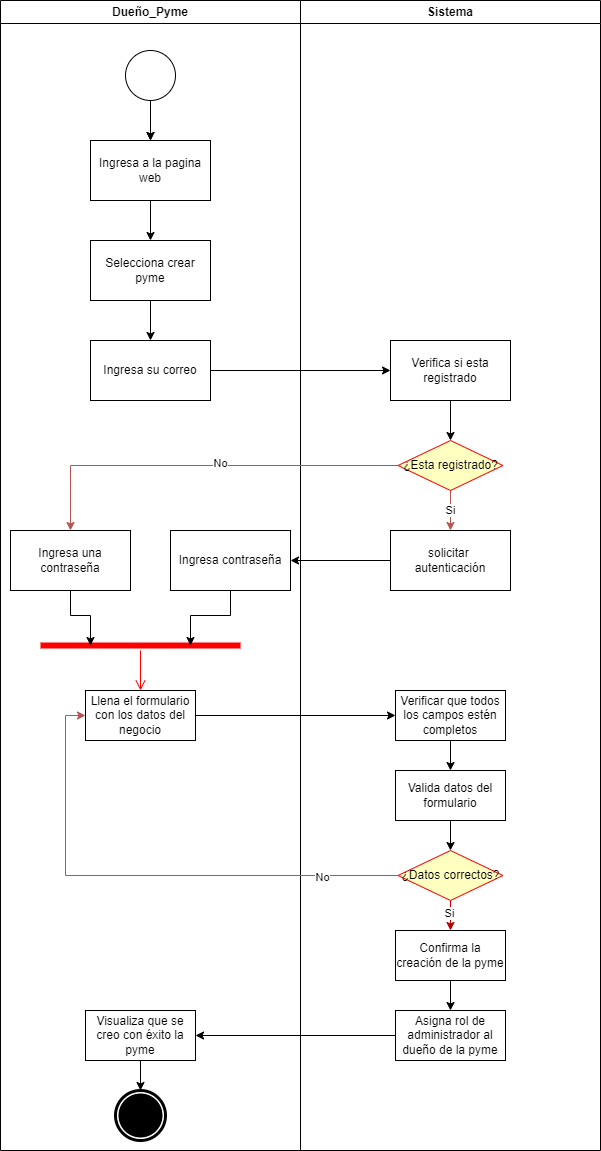 Dueño_Pyme
Sistema
Ingresa a la pagina
web
Selecciona crear
pyme
Ingresa su correo
Verifica si esta
registrado
¿Esta registrado?
No
Si
Ingresa una
contraseña
Ingresa contraseña
solicitar
autenticación
Llena el formulario
con los datos del
negocio
Verificar que todos
los campos estén
completos
Valida datos del
formulario
¿Datos correctos?
No
Si
Confirma la
creación de la pyme
Visualiza que se
creo con éxito la
pyme
Asigna rol de
administrador al
dueño de la pyme